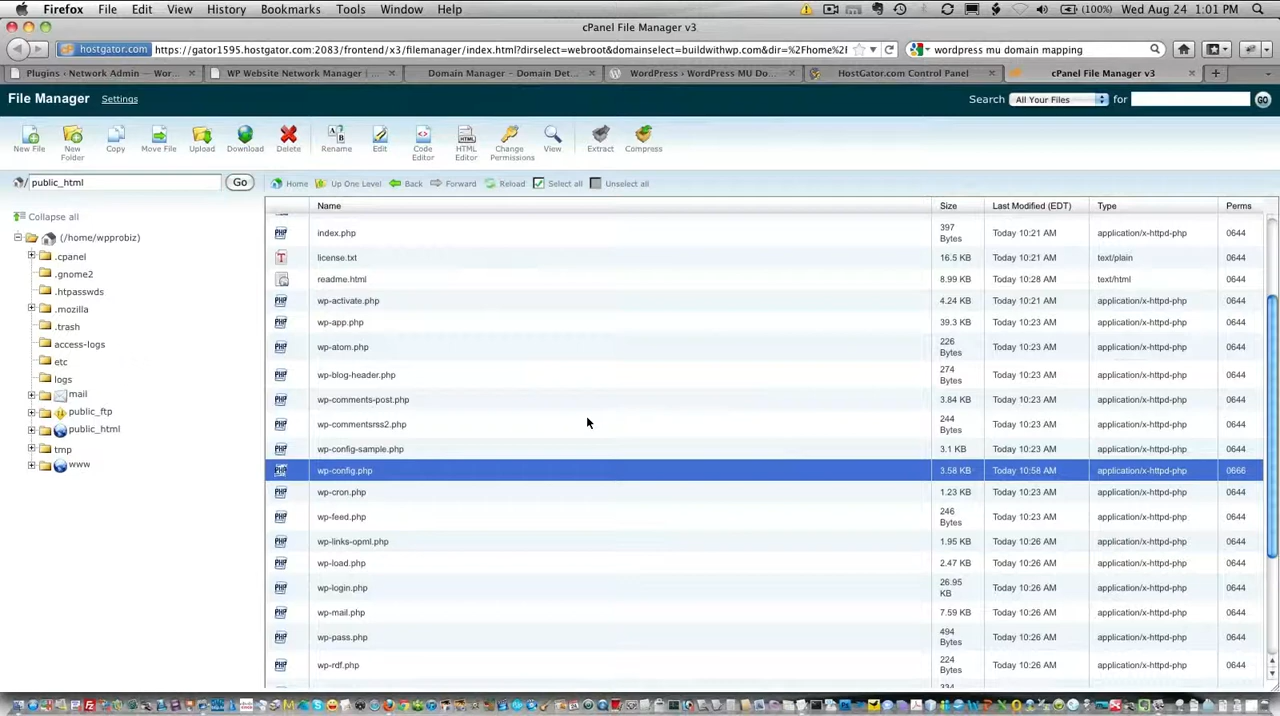 Firefox File Edit View History Bookmarks Tools Window Help (100%) Wed Aug 24 1:01 PM
cPanel File Manager v3
hostgator.com https://gator1595.hostgator.com:2083/frontend/x3/filemanager/index.html?dirselect=webroot&domainselect=buildwithwp.com&dir=%2Fhome%2F wordpress mu domain mapping
Plugins ‹ Network Admin — Wor... WP Website Network Manager | ... Domain Manager – Domain Det... WordPress › WordPress MU Do... HostGator.com Control Panel cPanel File Manager v3
File Manager Settings Search All Your Files for GO
New File New Folder Copy Move File Upload Download Delete Rename Edit Code Editor HTML Editor Change Permissions View Extract Compress
/ public_html Go Home Up One Level Back Forward Reload Select all Unselect all
Collapse all
(/home/wpprobiz)
.cpanel
.gnome2
.htpasswds
.mozilla
.trash
access-logs
etc
logs
mail
public_ftp
public_html
tmp
www
Name Size Last Modified (EDT) Type Perms
index.php 397 Bytes Today 10:21 AM application/x-httpd-php 0644
license.txt 16.5 KB Today 10:21 AM text/plain 0644
readme.html 8.99 KB Today 10:28 AM text/html 0644
wp-activate.php 4.24 KB Today 10:21 AM application/x-httpd-php 0644
wp-app.php 39.3 KB Today 10:23 AM application/x-httpd-php 0644
wp-atom.php 226 Bytes Today 10:23 AM application/x-httpd-php 0644
wp-blog-header.php 274 Bytes Today 10:23 AM application/x-httpd-php 0644
wp-comments-post.php 3.84 KB Today 10:23 AM application/x-httpd-php 0644
wp-commentsrss2.php 244 Bytes Today 10:23 AM application/x-httpd-php 0644
wp-config-sample.php 3.1 KB Today 10:23 AM application/x-httpd-php 0644
wp-config.php 3.58 KB Today 10:58 AM application/x-httpd-php 0666
wp-cron.php 1.23 KB Today 10:23 AM application/x-httpd-php 0644
wp-feed.php 246 Bytes Today 10:23 AM application/x-httpd-php 0644
wp-links-opml.php 1.95 KB Today 10:26 AM application/x-httpd-php 0644
wp-load.php 2.47 KB Today 10:26 AM application/x-httpd-php 0644
wp-login.php 26.95 KB Today 10:26 AM application/x-httpd-php 0644
wp-mail.php 7.59 KB Today 10:26 AM application/x-httpd-php 0644
wp-pass.php 494 Bytes Today 10:26 AM application/x-httpd-php 0644
wp-rdf.php 224 Bytes Today 10:26 AM application/x-httpd-php 0644